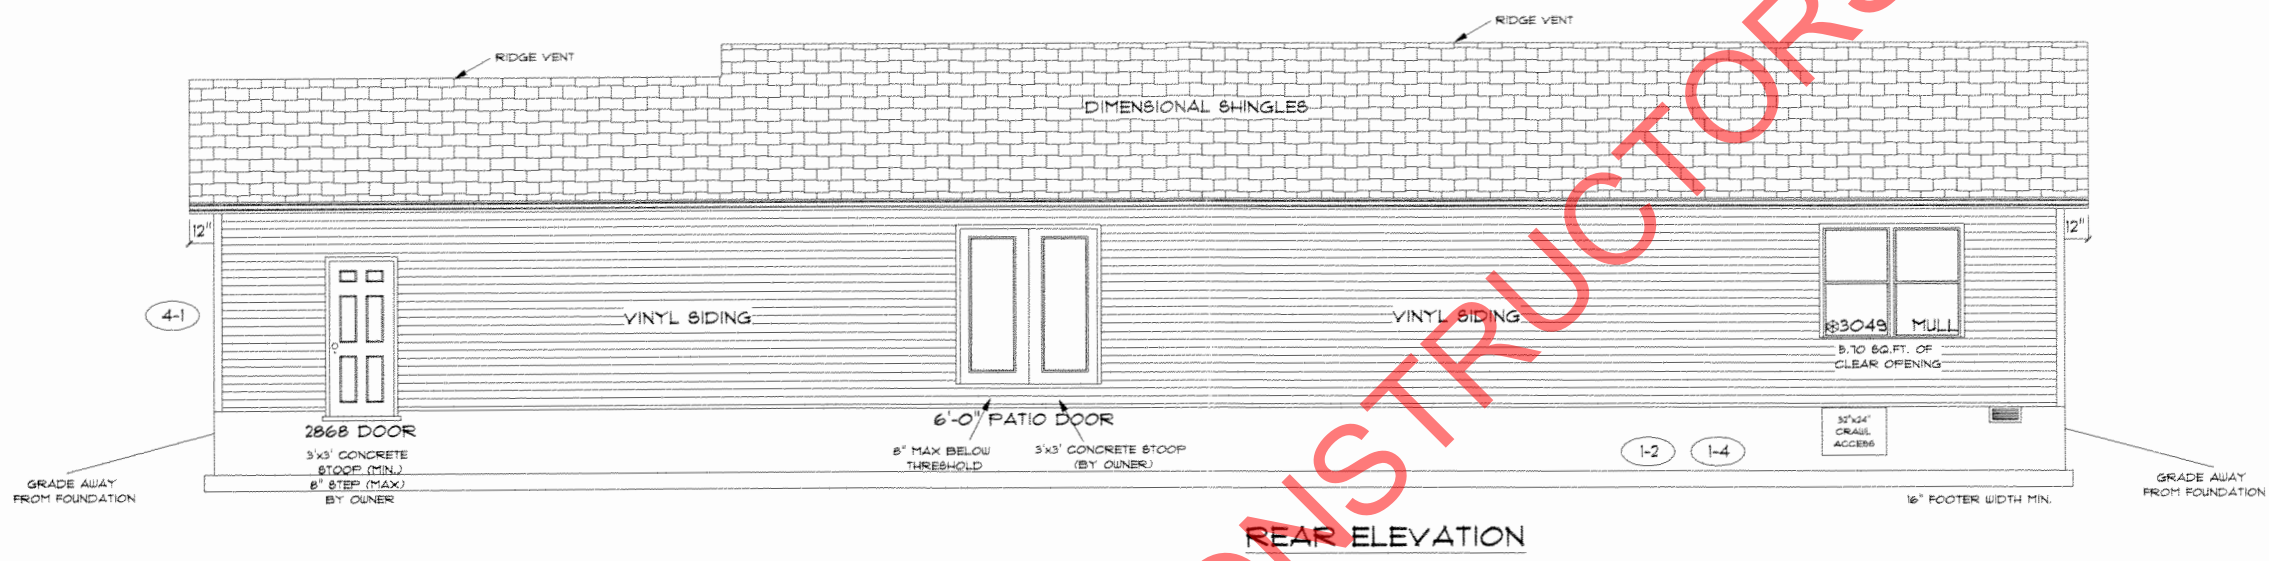 RIDGE VENT
RIDGE VENT
DIMENSIONAL SHINGLES
12"
12"
4-1
VINYL SIDING
VINYL SIDING
3049 MULL
5.70 SQ.FT. OF
CLEAR OPENING
2868 DOOR
3'x3' CONCRETE
STOOP (MIN.)
8" STEP (MAX)
BY OWNER
6'-0" PATIO DOOR
8" MAX BELOW
THRESHOLD
3'x3' CONCRETE STOOP
(BY OWNER)
1-2
1-4
32"x24"
CRAWL
ACCESS
GRADE AWAY
FROM FOUNDATION
GRADE AWAY
FROM FOUNDATION
16" FOOTER WIDTH MIN.
REAR ELEVATION
ONSTRUCTORS